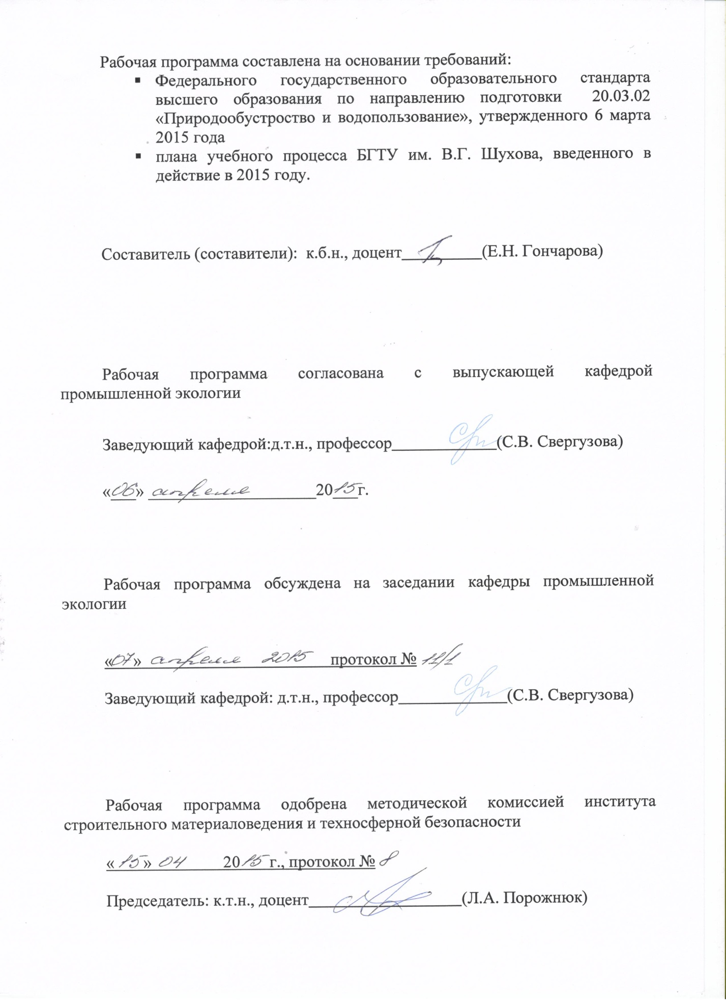 Рабочая программа составлена на основании требований:
▪ Федерального государственного образовательного стандарта
высшего образования по направлению подготовки 20.03.02
«Природообустроство и водопользование», утвержденного 6 марта
2015 года
▪ плана учебного процесса БГТУ им. В.Г. Шухова, введенного в
действие в 2015 году.
Составитель (составители): к.б.н., доцент__________(Е.Н. Гончарова)
Рабочая программа согласована с выпускающей кафедрой
промышленной экологии
Заведующий кафедрой:д.т.н., профессор_____________(С.В. Свергузова)
«06» апреля 2015г.
Рабочая программа обсуждена на заседании кафедры промышленной
экологии
«07» апреля 2015 протокол № 11/1
Заведующий кафедрой: д.т.н., профессор_____________(С.В. Свергузова)
Рабочая программа одобрена методической комиссией института
строительного материаловедения и техносферной безопасности
«15» 04 2015 г., протокол № 8
Председатель: к.т.н., доцент___________________(Л.А. Порожнюк)